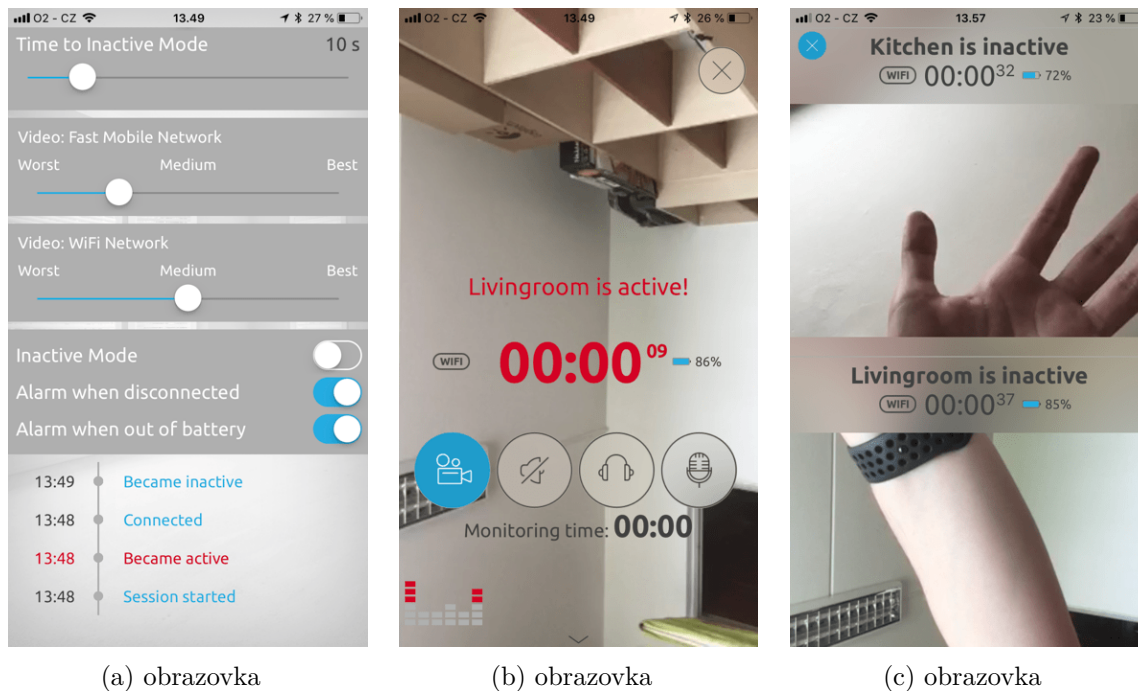 O2 - CZ 13.49 27 %
Time to Inactive Mode 10 s
Video: Fast Mobile Network
Worst Medium Best
Video: WiFi Network
Worst Medium Best
Inactive Mode
Alarm when disconnected
Alarm when out of battery
13:49 Became inactive
13:48 Connected
13:48 Became active
13:48 Session started
(a) obrazovka
O2 - CZ 13.49 26 %
Livingroom is active!
WIFI 00:00 09 86%
Monitoring time: 00:00
(b) obrazovka
O2 - CZ 13.57 23 %
Kitchen is inactive
WIFI 00:00 32 72%
Livingroom is inactive
WIFI 00:00 37 85%
(c) obrazovka